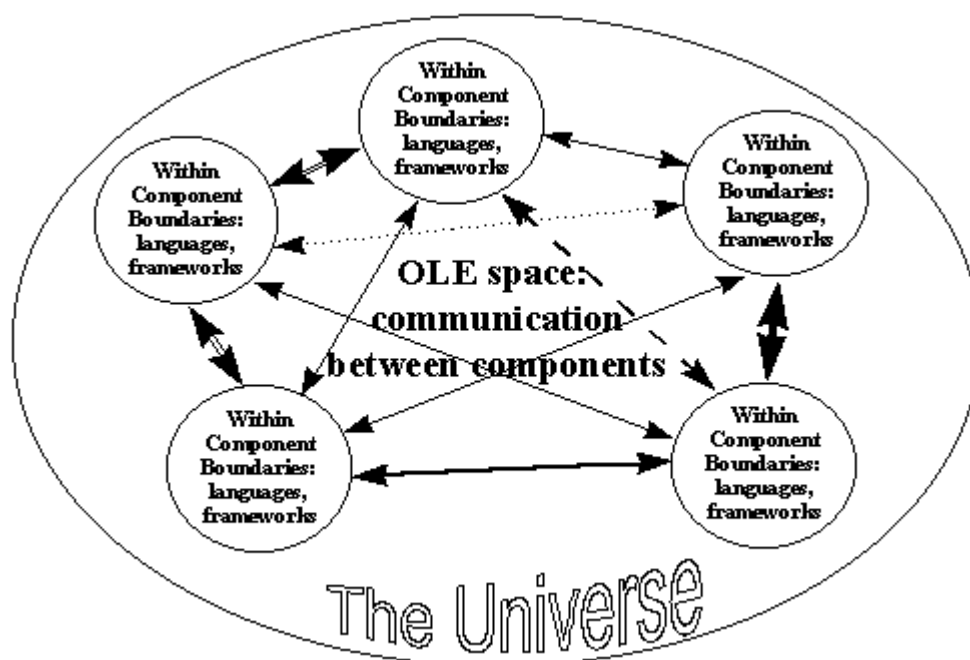 Within
Component
Boundaries:
languages,
frameworks
Within
Component
Boundaries:
languages,
frameworks
Within
Component
Boundaries:
languages,
frameworks
OLE space:
communication
between components
Within
Component
Boundaries:
languages,
frameworks
Within
Component
Boundaries:
languages,
frameworks
The Universe